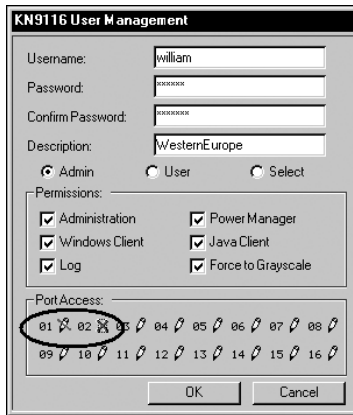 KN9116 User Management
Username: william
Password: ******
Confirm Password: *******
Description: WesternEurope
Admin User Select
Permissions:
Administration Power Manager
Windows Client Java Client
Log Force to Grayscale
Port Access:
01 02 03 04 05 06 07 08
09 10 11 12 13 14 15 16
OK Cancel